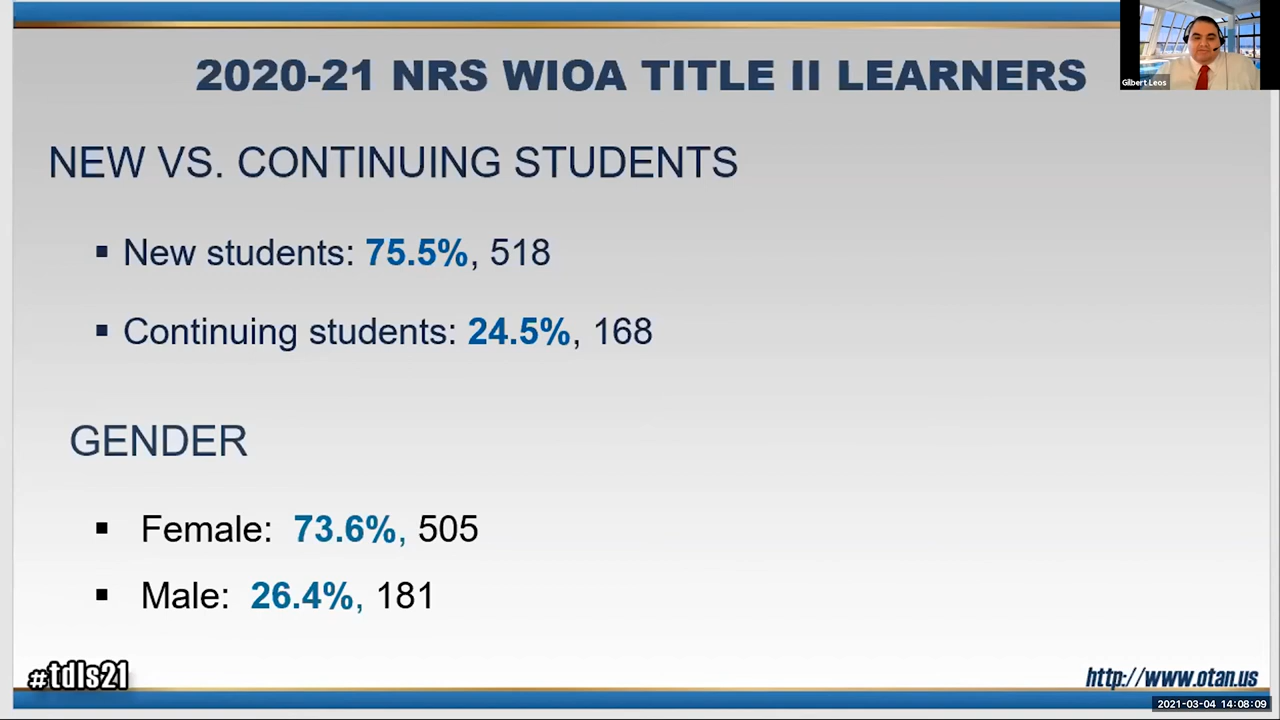 2020-21 NRS WIOA TITLE II LEARNERS
Gilbert Leos
NEW VS. CONTINUING STUDENTS
▪ New students: 75.5%, 518
▪ Continuing students: 24.5%, 168
GENDER
▪ Female: 73.6%, 505
▪ Male: 26.4%, 181
#tdls21
http://www.otan.us
2021-03-04 14:08:09